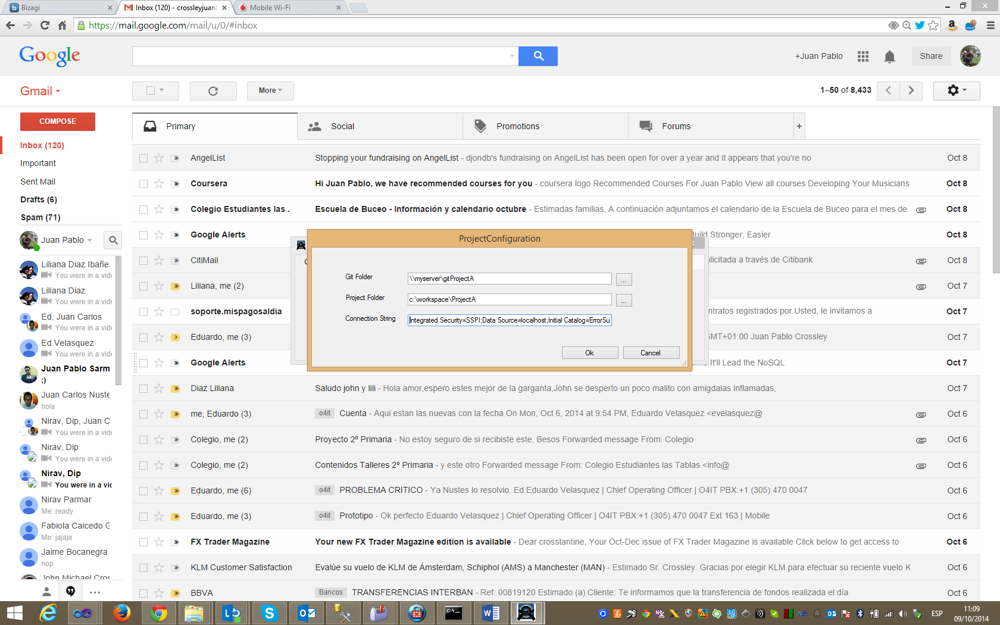 Bizagi
Inbox (120) - crossleyjuan
Mobile Wi-Fi
https://mail.google.com/mail/u/0/#inbox
Google
+Juan Pablo
Share
Gmail
More
1–50 of 8,433
COMPOSE
Inbox (120)
Important
Sent Mail
Drafts (6)
Spam (71)
Juan Pablo
Liliana Diaz Ibañez
You were in a vide
Liliana Diaz
You were in a vide
Ed, Juan Carlos
You were in a vide
Ed Velasquez
You were in a vide
Juan Pablo Sarm
;)
Juan Carlos Nuste
hola
Nirav, Dip, Juan C
You were in a vide
Nirav, Dip
You were in a vide
Nirav, Dip
You were in a vid
Nirav Parmar
Me: ready
Fabiola Caicedo G
Me: jajaja
Jaime Bocanegra
nop
John Michael Cros
Primary
Social
Promotions
Forums
+
AngelList Stopping your fundraising on AngelList - djondb's fundraising on AngelList has been open for over a year and it appears that you're no Oct 8
Coursera Hi Juan Pablo, we have recommended courses for you - coursera logo Recommended Courses For Juan Pablo View all courses Developing Your Musicians Oct 8
Colegio Estudiantes las . Escuela de Buceo - Información y calendario octubre - Estimadas familias, A continuación adjuntamos el calendario de la Escuela de Buceo para el mes de Oct 8
Google Alerts Build Stronger, Easier Oct 8
CitiMail olicitada a través de Citibank Oct 8
Liliana, me (2) Oct 7
soporte.mispagosaldia ntratos registrados por Usted, le invitamos a Oct 7
Eduardo, me (3) GMT+01:00 Juan Pablo Crossley Oct 7
Google Alerts It'll Lead the NoSQL Oct 7
Diaz Liliana Saludo john y lili - Hola amor,espero estes mejor de la garganta,John se desperto un poco malito con amigdalas inflamadas, Oct 7
me, Eduardo (3) o4it Cuenta - Aqui estan las nuevas con la fecha On Mon, Oct 6, 2014 at 9:54 PM, Eduardo Velasquez <evelasquez@ Oct 6
Colegio, me (2) Proyecto 2º Primaria - No estoy seguro de si recibiste este, Besos Forwarded message From: Colegio Oct 6
Colegio, me (2) Contenidos Talleres 2º Primaria - y este otro Forwarded message From: Colegio Estudiantes las Tablas <info@ Oct 6
Eduardo, me (6) o4it PROBLEMA CRITICO - Ya Nustes lo resolvio. Ed Eduardo Velasquez | Chief Operating Officer | O4IT PBX:+1 (305) 470 0047 Oct 6
Eduardo, me (3) o4it Prototipo - Ok perfecto Eduardo Velasquez | Chief Operating Officer | O4IT PBX:+1 (305) 470 0047 Ext 163 | Mobile Oct 6
FX Trader Magazine Your new FX Trader Magazine edition is available - Dear crosstantine, Your Oct-Dec issue of FX Trader Magazine is available Click below to get access to Oct 6
KLM Customer Satisfaction Evalúe su vuelo de KLM de Ámsterdam, Schiphol (AMS) a Manchester (MAN) - Estimado Sr. Crossley: Gracias por elegir KLM para efectuar su reciente vuelo K Oct 6
BBVA Bancos TRANSFERENCIAS INTERBAN - Ref: 00819120 Estimado (a) Cliente: Te informamos que la transferencia de fondos realizada el día Oct 6
ProjectConfiguration
Git Folder \\myserver\gitProjectA ...
Project Folder c:\workspace\ProjectA ...
Connection String Integrated Security=SSPI;Data Source=localhost;Initial Catalog=ErrorSu
Ok
Cancel
ESP
11:09
09/10/2014